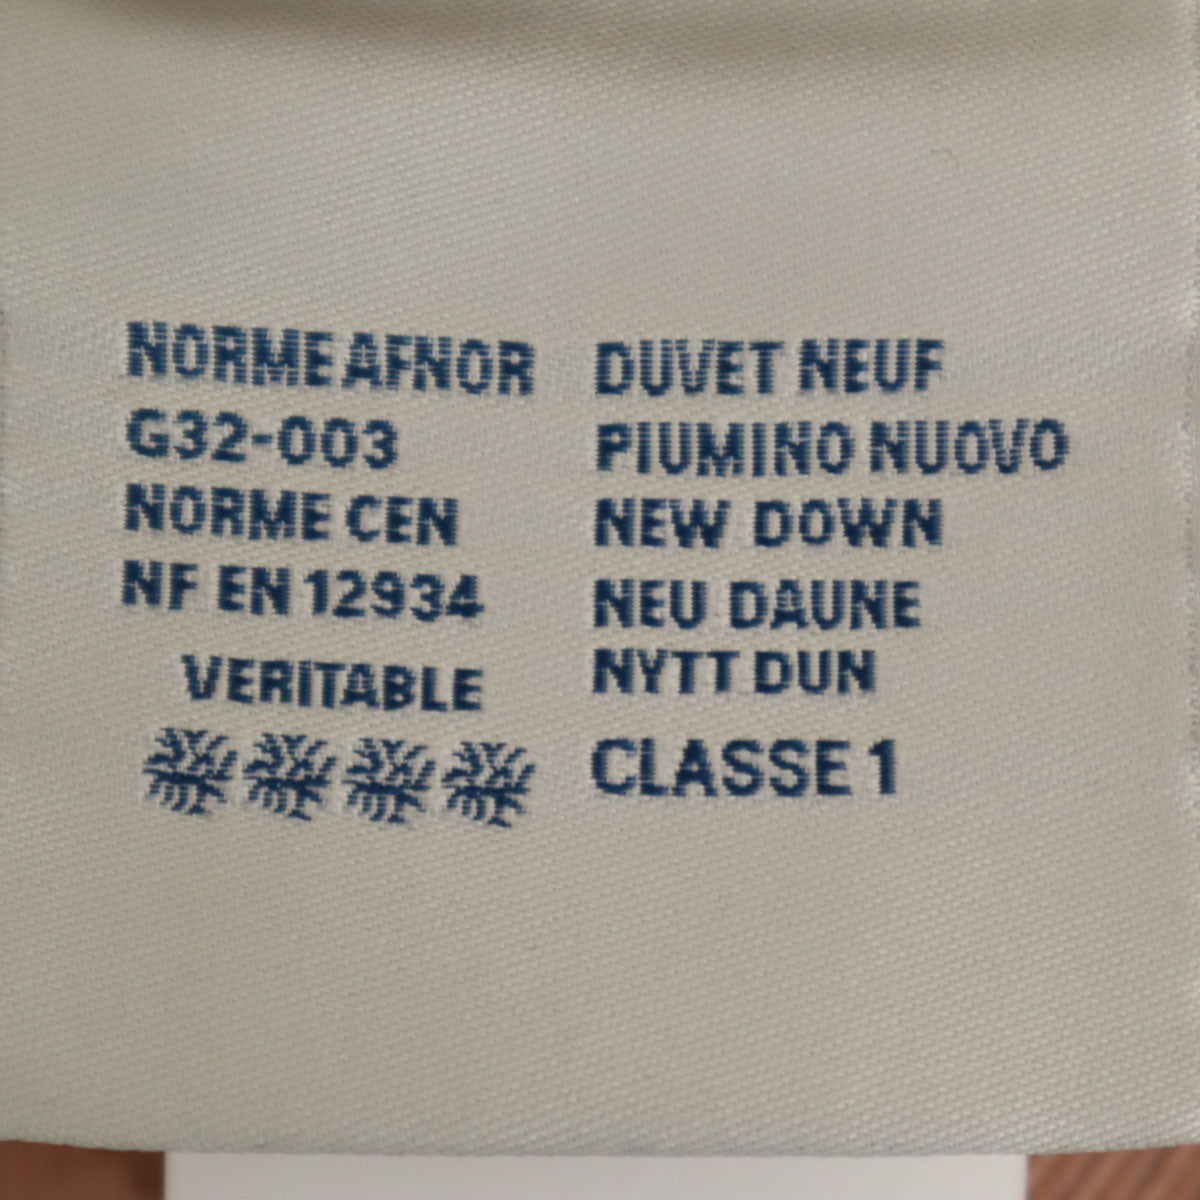 NORME AFNOR
G32-003
NORME CEN
NF EN 12934
VERITABLE
DUVET NEUF
PIUMINO NUOVO
NEW DOWN
NEU DAUNE
NYTT DUN
CLASSE 1